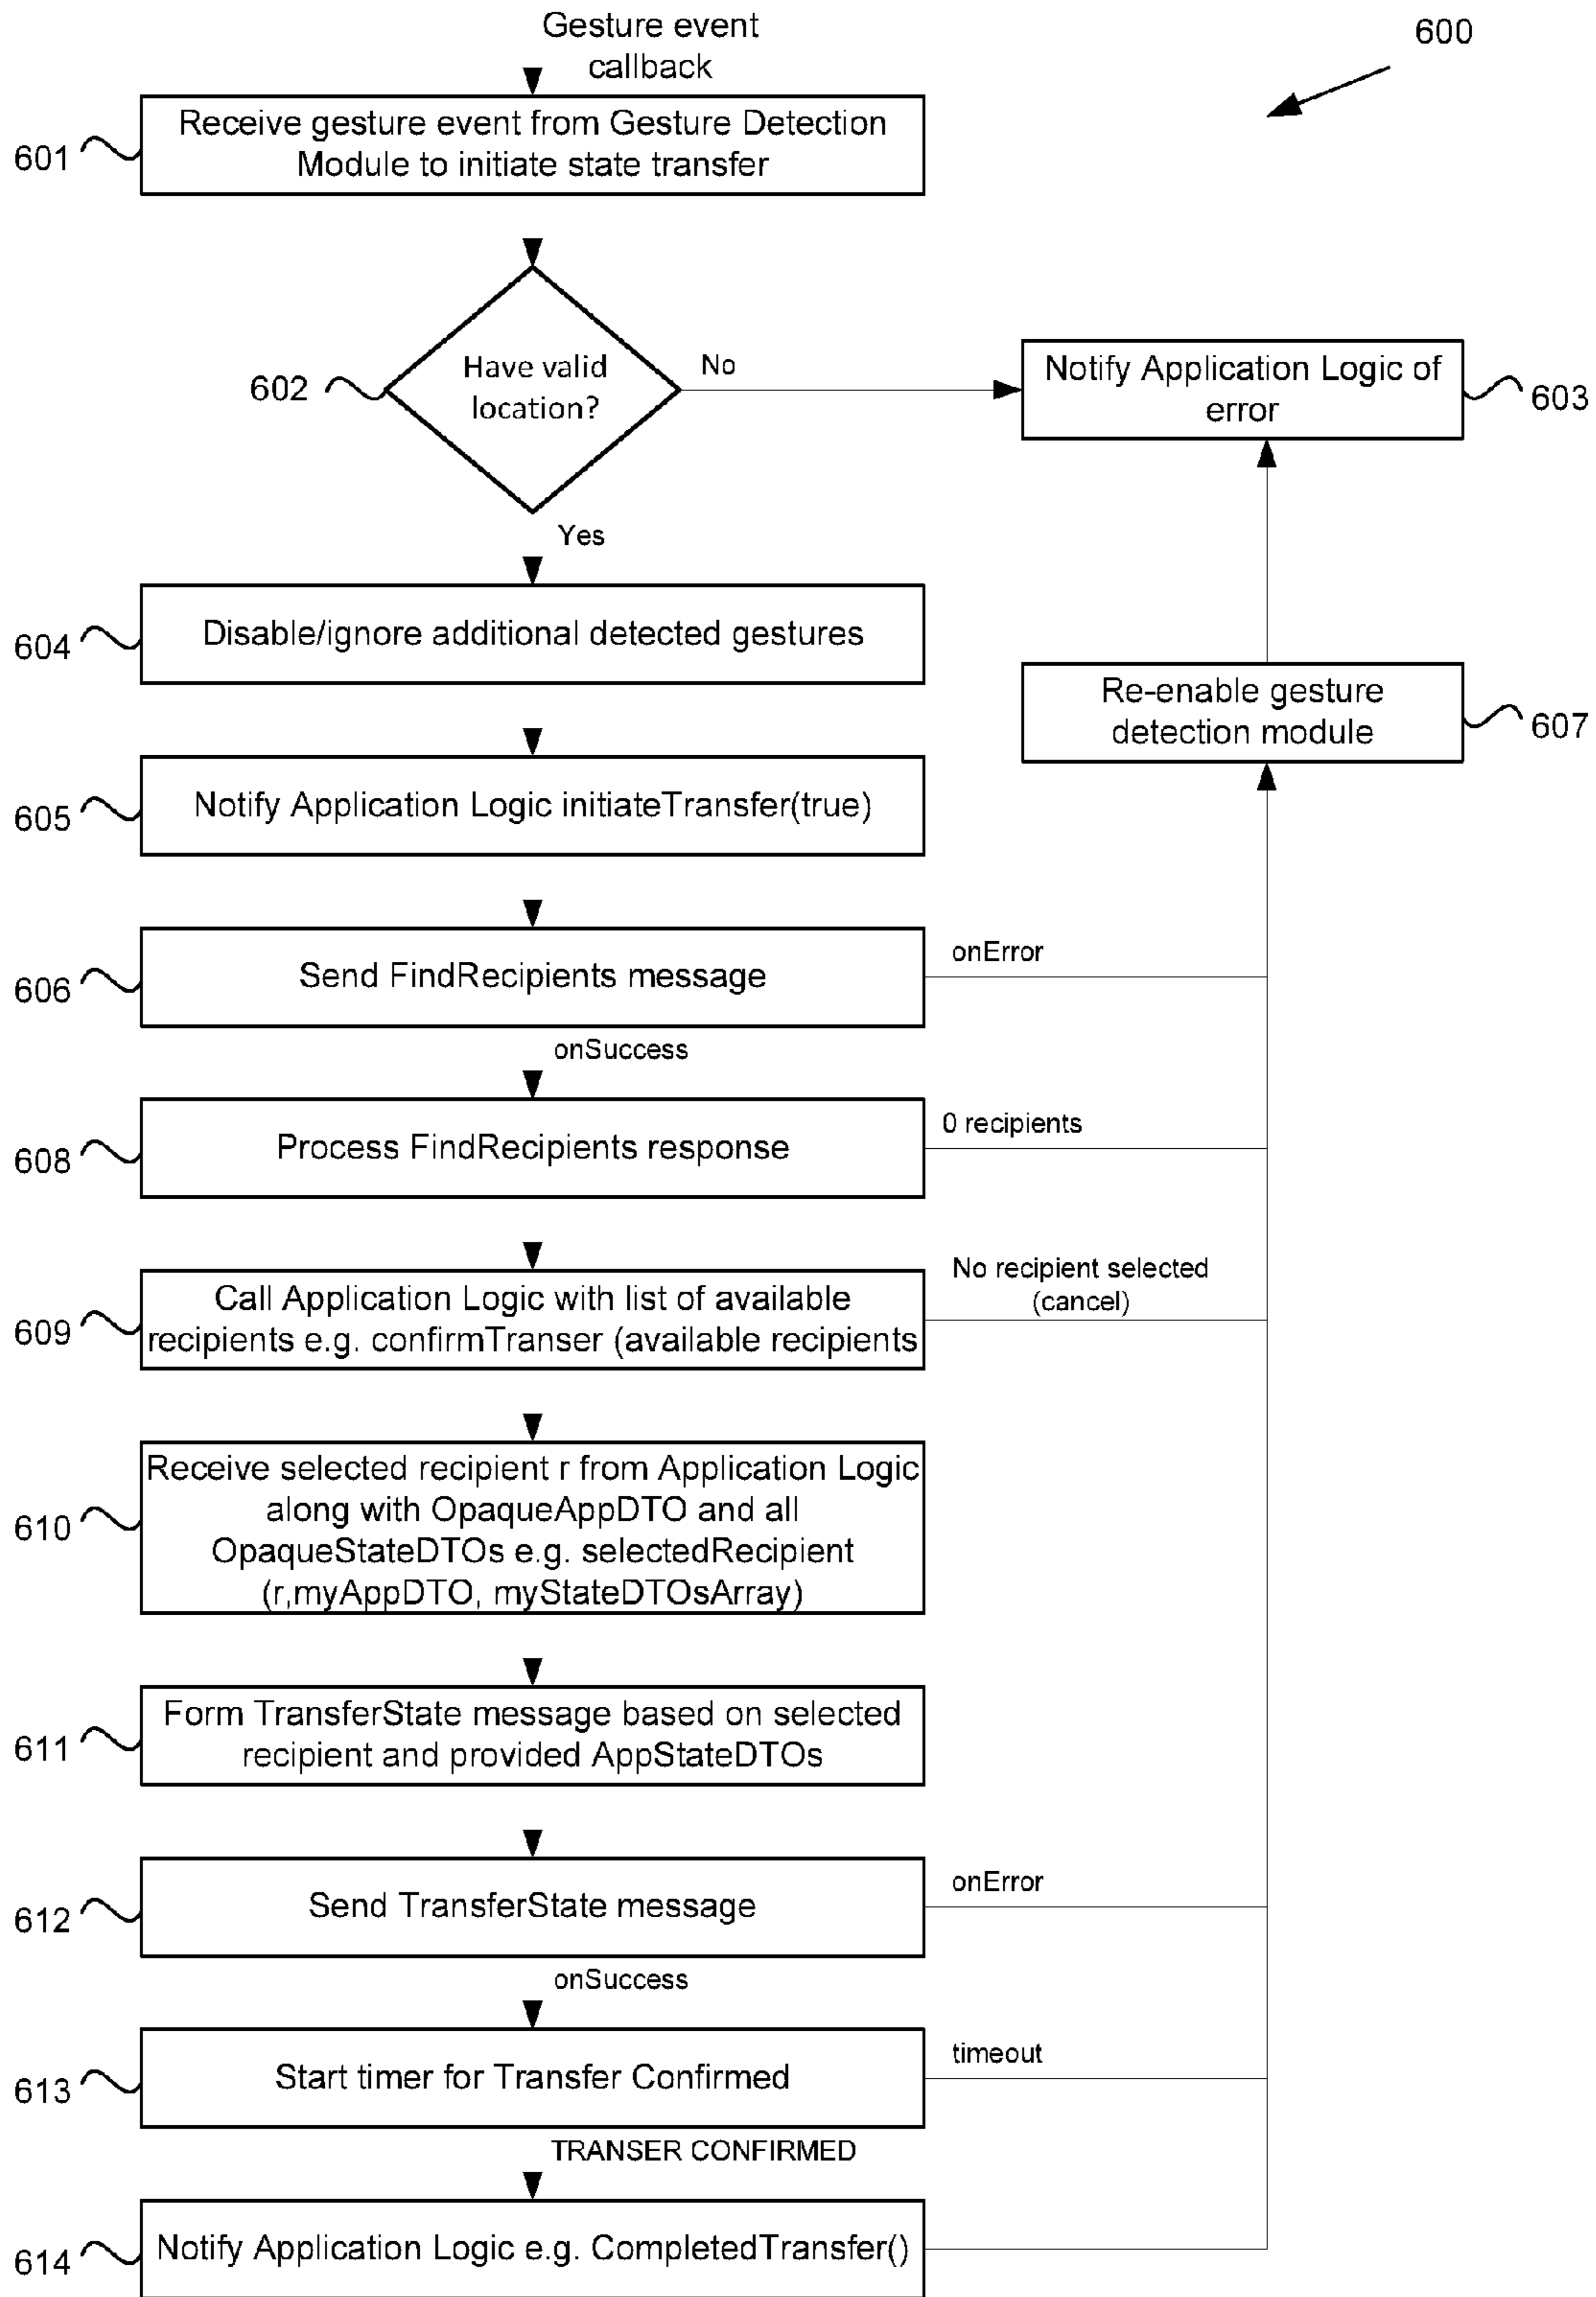 Gesture event
callback
600
601
Receive gesture event from Gesture Detection
Module to initiate state transfer
602
Have valid
location?
No
Notify Application Logic of
error
603
Yes
604
Disable/ignore additional detected gestures
Re-enable gesture
detection module
607
605
Notify Application Logic initiateTransfer(true)
606
Send FindRecipients message
onError
onSuccess
608
Process FindRecipients response
0 recipients
609
Call Application Logic with list of available
recipients e.g. confirmTranser (available recipients
No recipient selected
(cancel)
610
Receive selected recipient r from Application Logic
along with OpaqueAppDTO and all
OpaqueStateDTOs e.g. selectedRecipient
(r,myAppDTO, myStateDTOsArray)
611
Form TransferState message based on selected
recipient and provided AppStateDTOs
612
Send TransferState message
onError
onSuccess
613
Start timer for Transfer Confirmed
timeout
TRANSER CONFIRMED
614
Notify Application Logic e.g. CompletedTransfer()